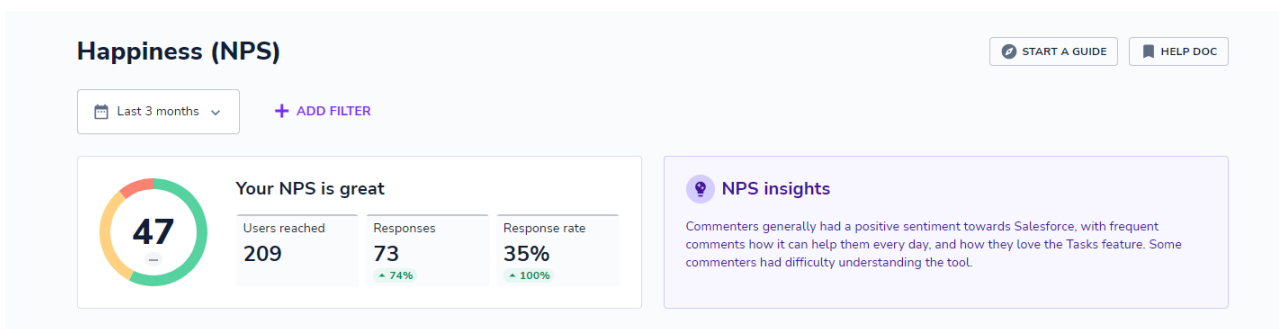 Happiness (NPS)
START A GUIDE
HELP DOC
Last 3 months
+ ADD FILTER
47
Your NPS is great
Users reached
209
Responses
73
74%
Response rate
35%
100%
NPS insights
Commenters generally had a positive sentiment towards Salesforce, with frequent
comments how it can help them every day, and how they love the Tasks feature. Some
commenters had difficulty understanding the tool.